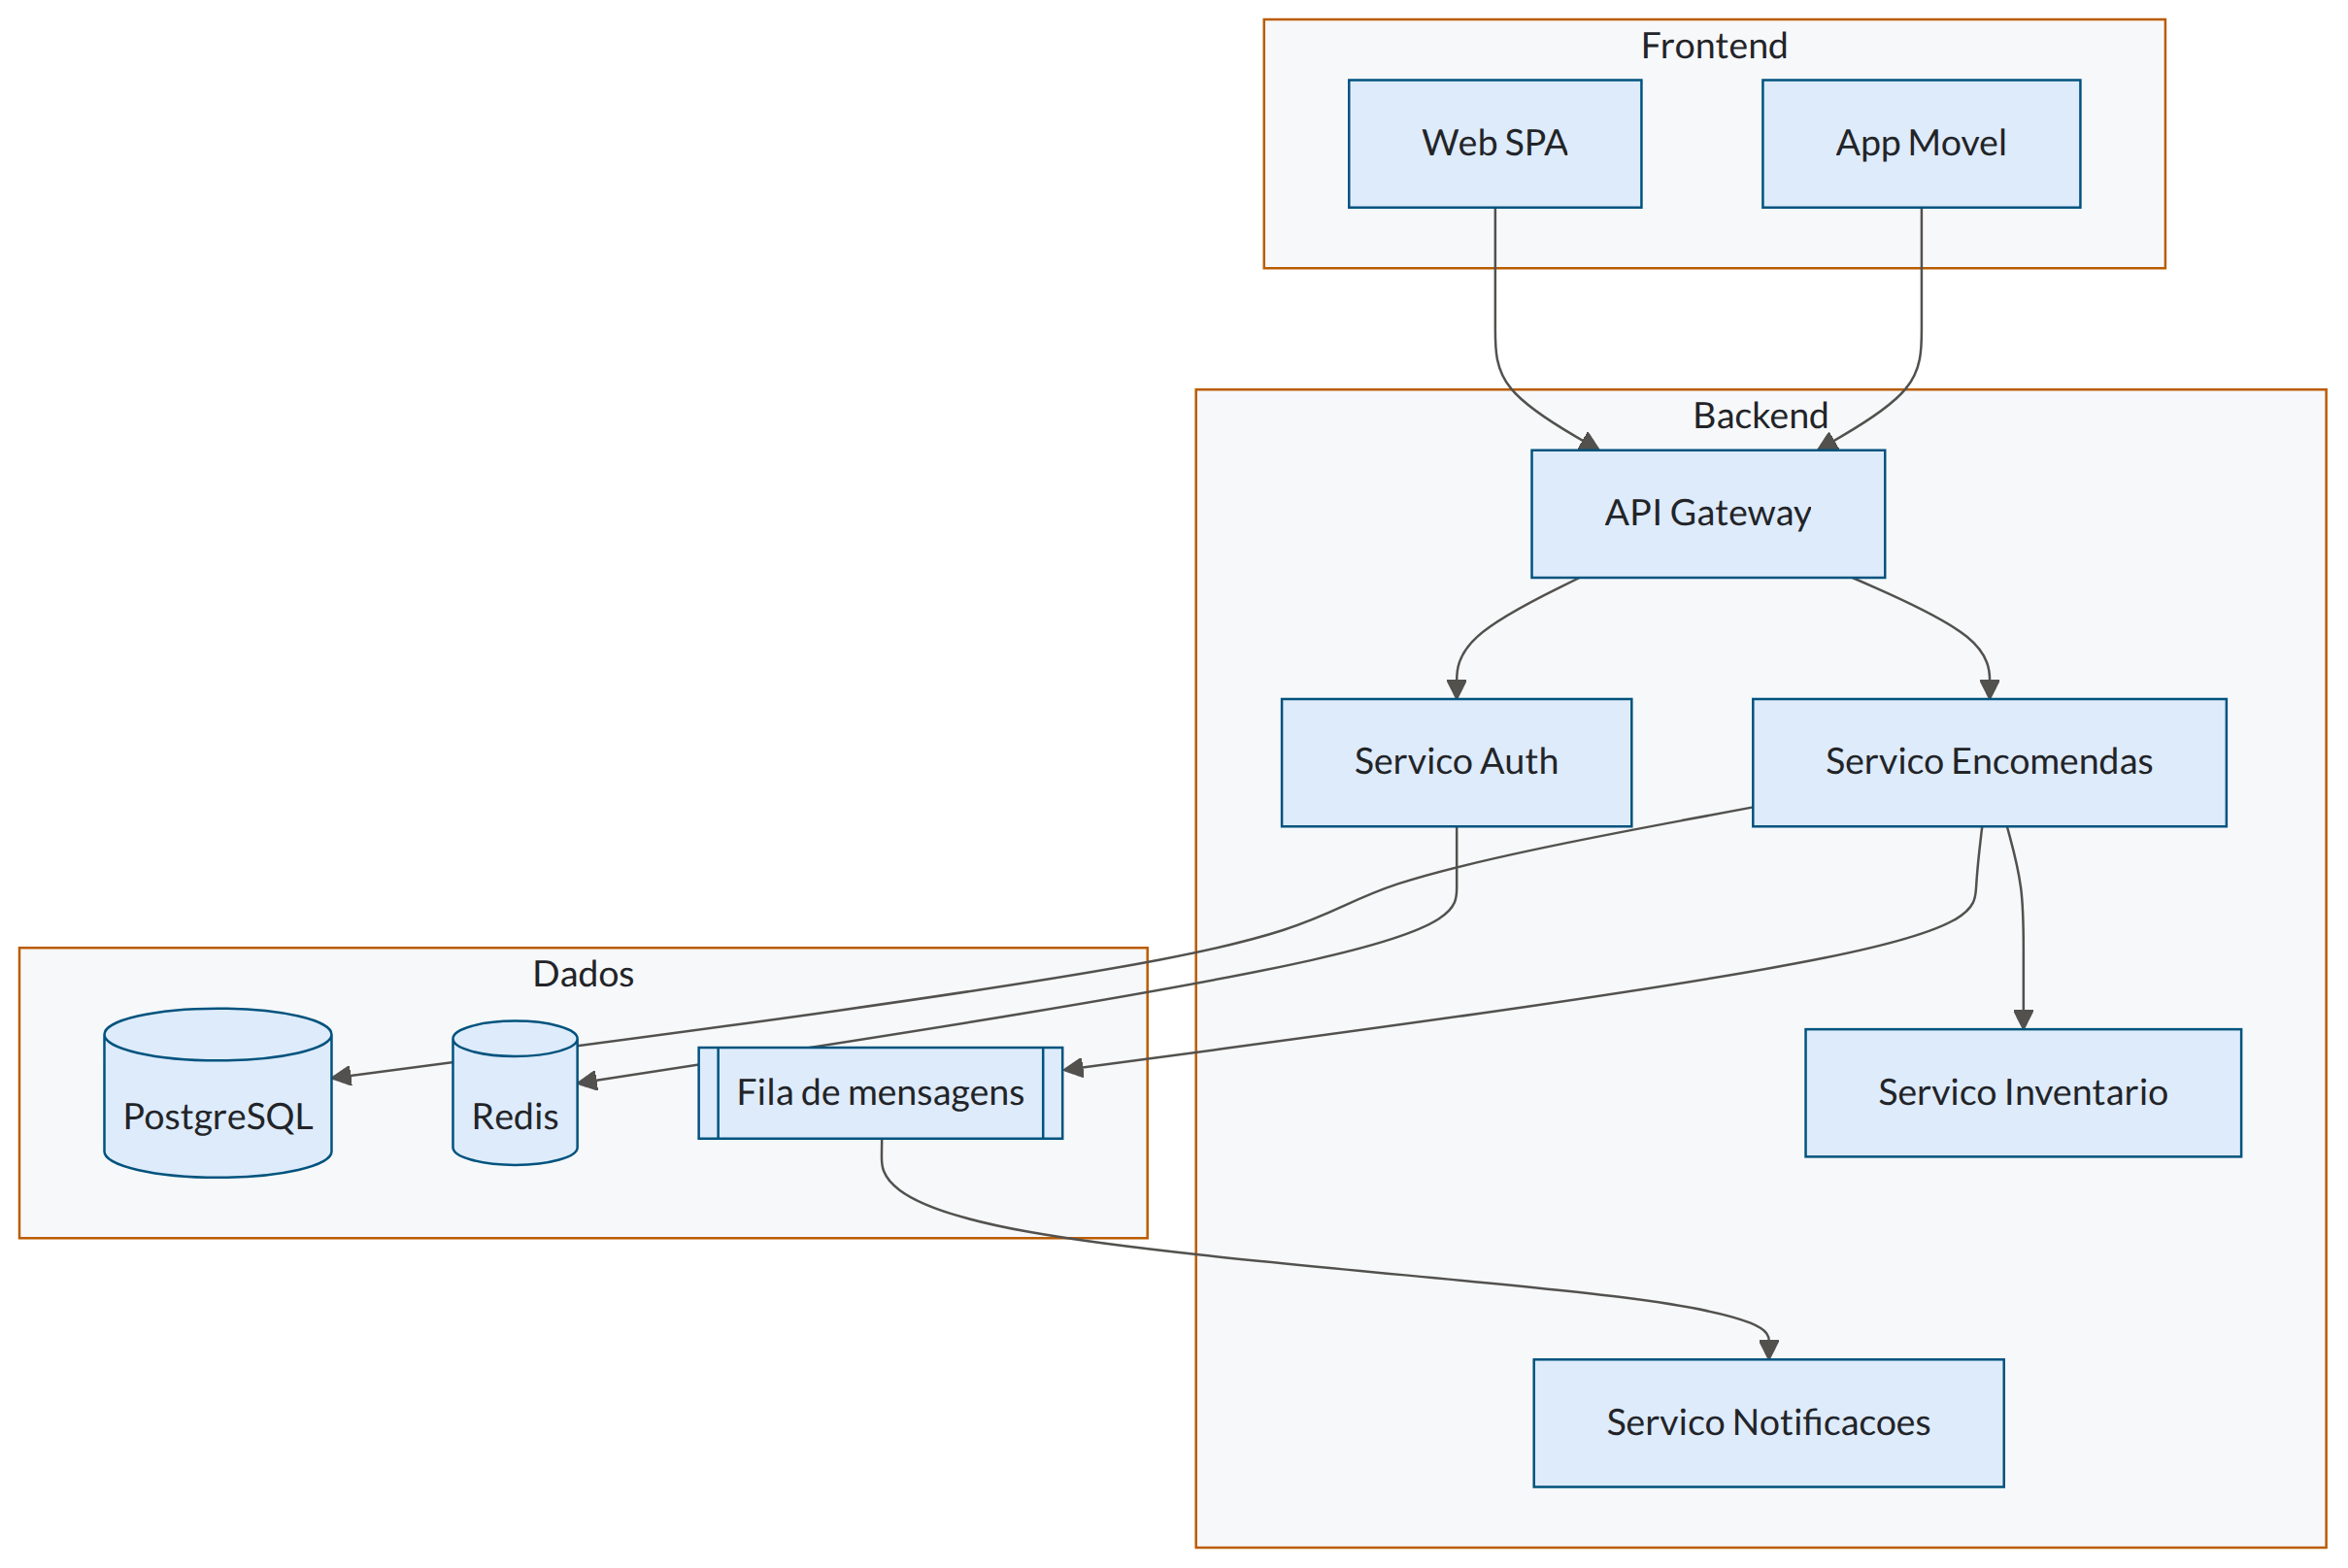 Frontend
Web SPA
App Movel
Backend
API Gateway
Servico Auth
Servico Encomendas
Dados
PostgreSQL
Redis
Fila de mensagens
Servico Inventario
Servico Notificacoes